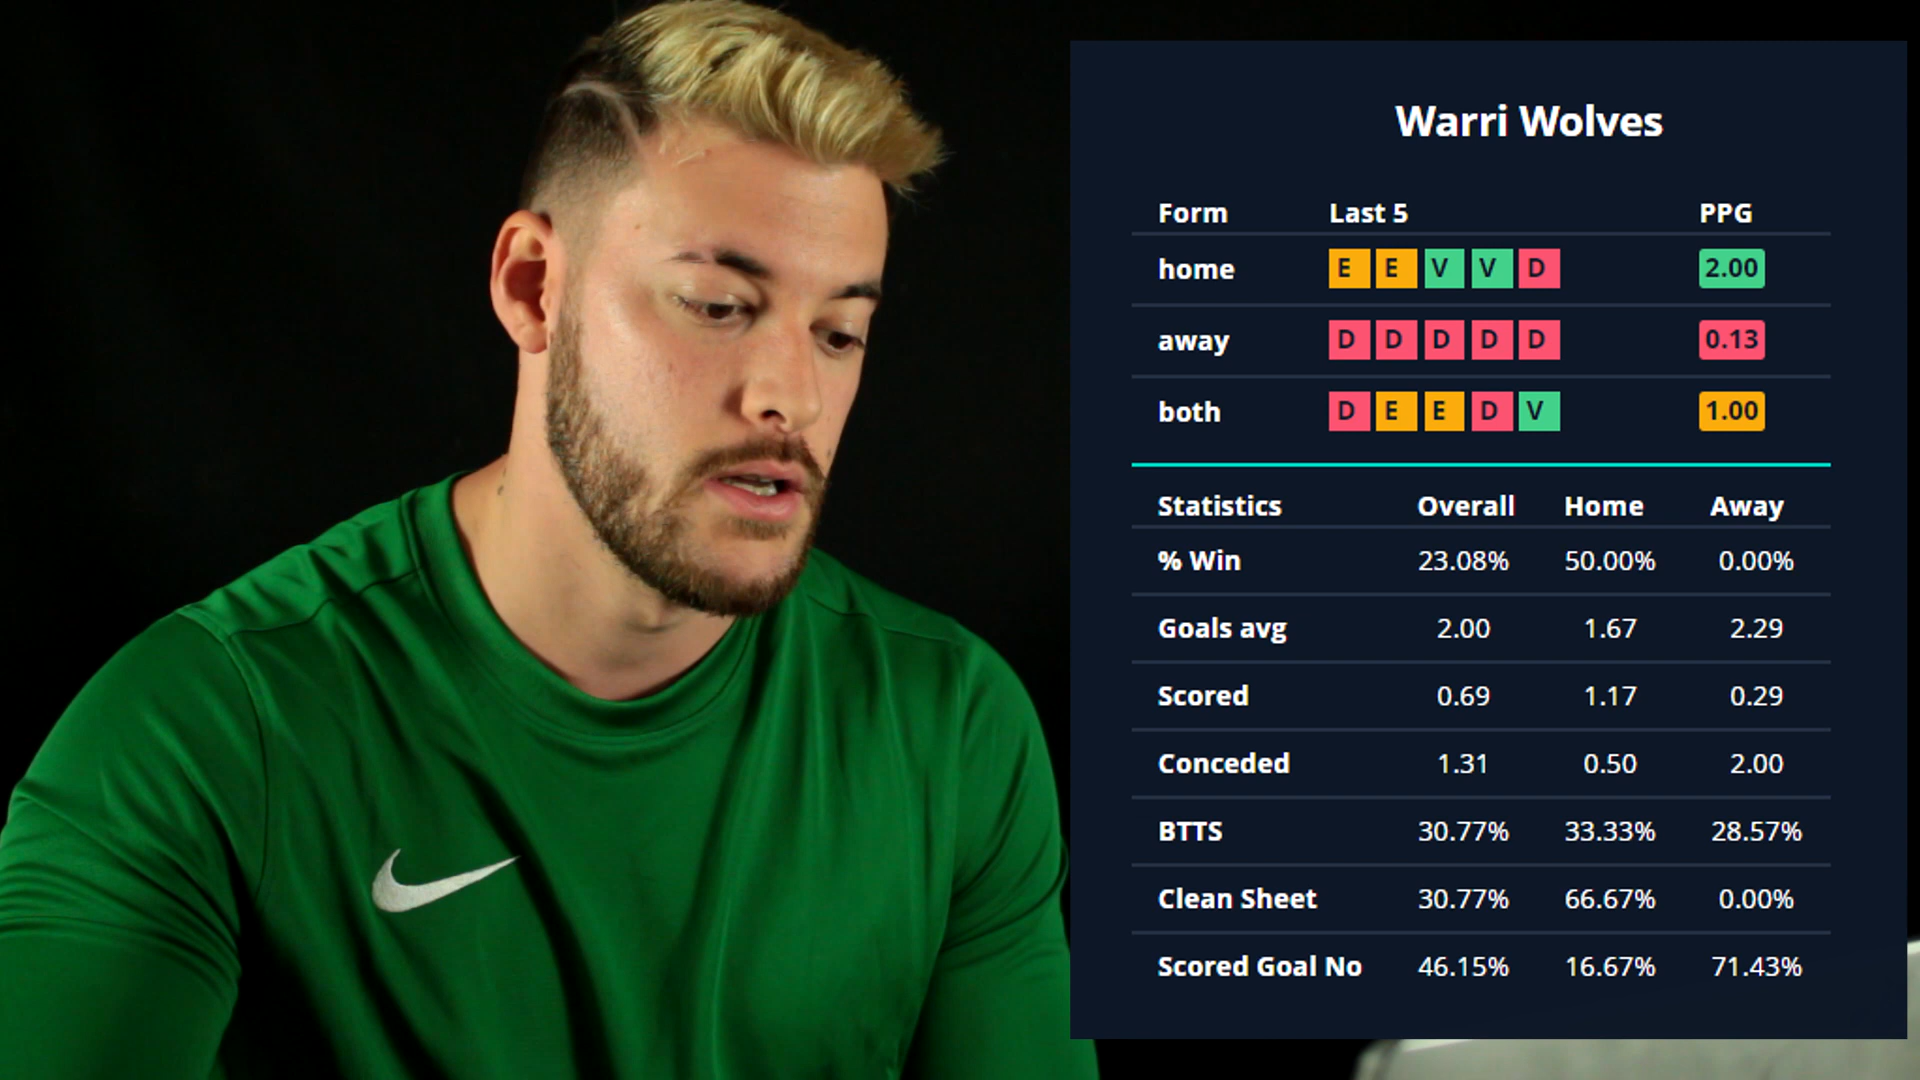 Warri Wolves
Form Last 5 PPG
home E E V V D 2.00
away D D D D D 0.13
both D E E D V 1.00
Statistics Overall Home Away
% Win 23.08% 50.00% 0.00%
Goals avg 2.00 1.67 2.29
Scored 0.69 1.17 0.29
Conceded 1.31 0.50 2.00
BTTS 30.77% 33.33% 28.57%
Clean Sheet 30.77% 66.67% 0.00%
Scored Goal No 46.15% 16.67% 71.43%